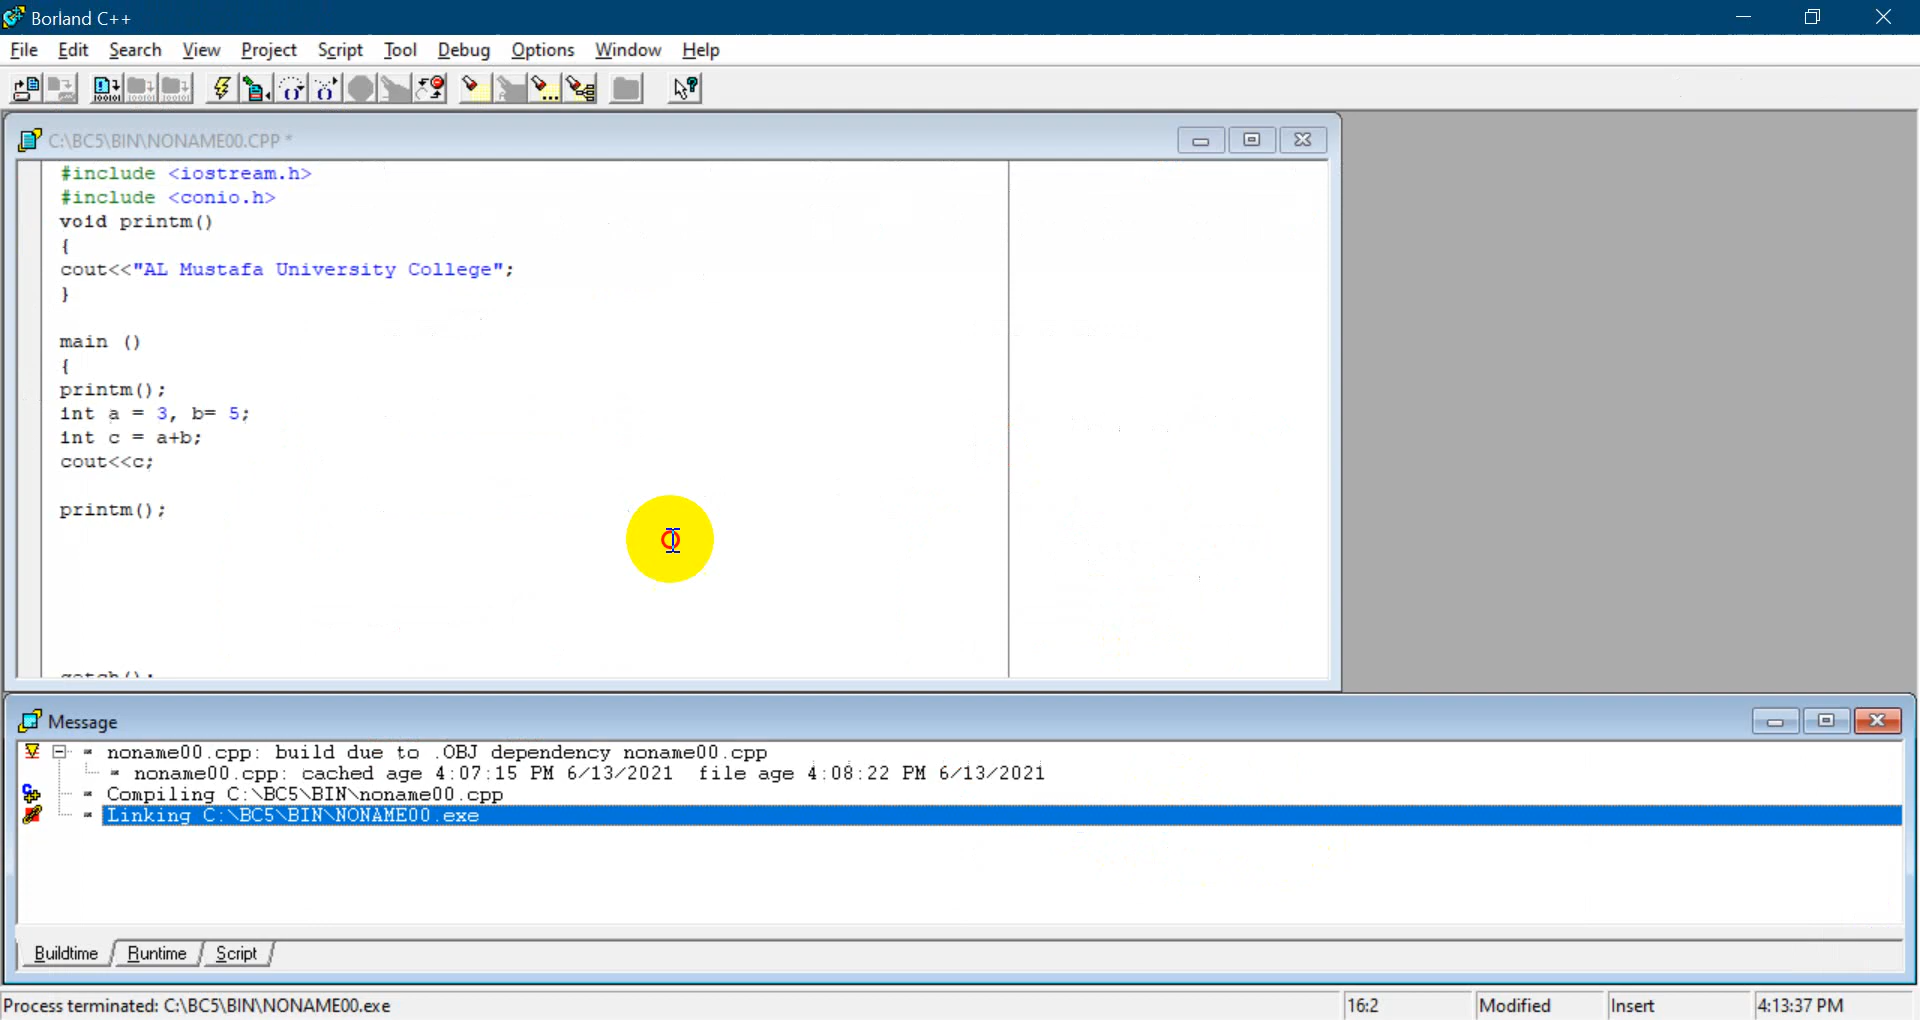 Borland C++
File Edit Search View Project Script Tool Debug Options Window Help
C:\BC5\BIN\NONAME00.CPP *
#include <iostream.h>
#include <conio.h>
void printm()
{
cout<<"AL Mustafa University College";
}
main ()
{
printm();
int a = 3, b= 5;
int c = a+b;
cout<<c;
printm();
getch();
Message
noname00.cpp: build due to .OBJ dependency noname00.cpp
noname00.cpp: cached age 4:07:15 PM 6/13/2021 file age 4:08:22 PM 6/13/2021
Compiling C:\BC5\BIN\noname00.cpp
Linking C:\BC5\BIN\NONAME00.exe
Buildtime Runtime Script
Process terminated: C:\BC5\BIN\NONAME00.exe 16:2 Modified Insert 4:13:37 PM